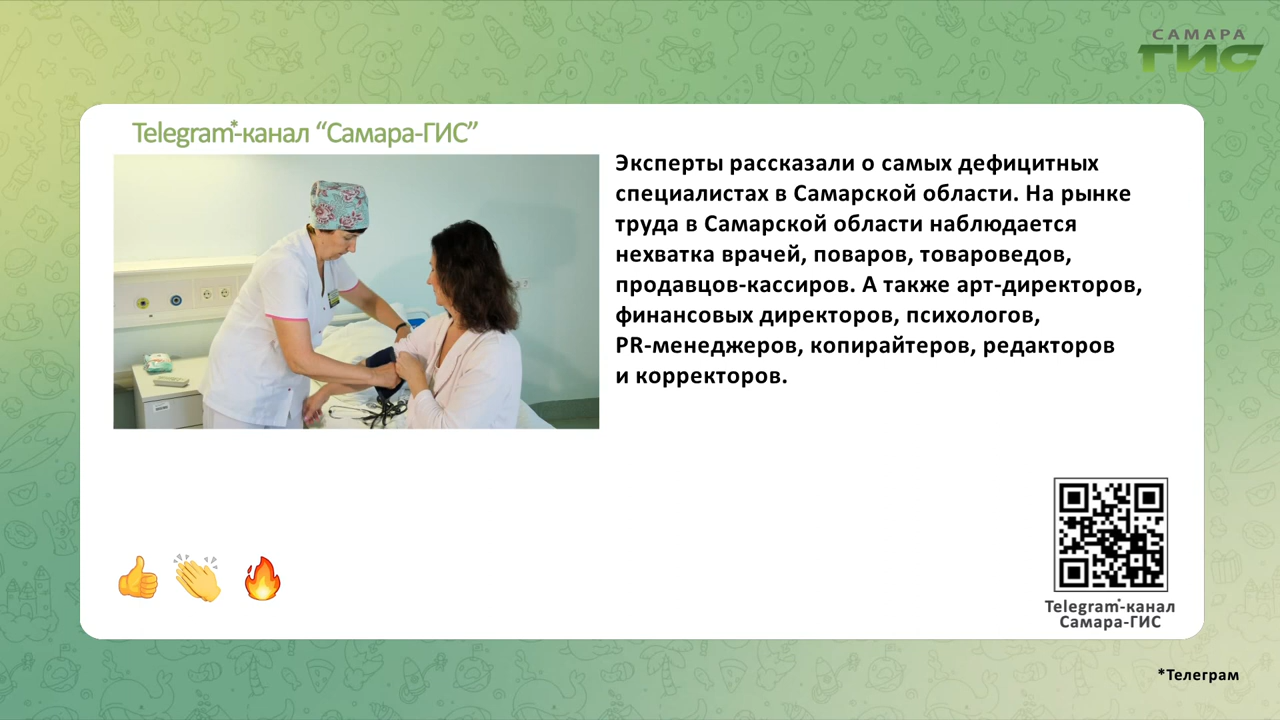 САМАРА
ГИС
Telegram*-канал “Самара-ГИС”
Эксперты рассказали о самых дефицитных
специалистах в Самарской области. На рынке
труда в Самарской области наблюдается
нехватка врачей, поваров, товароведов,
продавцов-кассиров. А также арт-директоров,
финансовых директоров, психологов,
PR-менеджеров, копирайтеров, редакторов
и корректоров.
Telegram*-канал
Самара-ГИС
*Телеграм